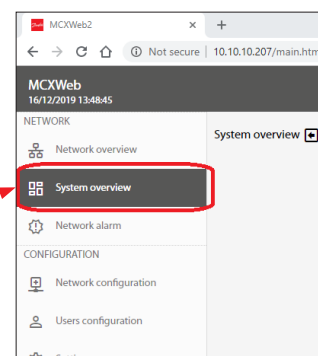 MCXWeb2
Not secure | 10.10.10.207/main.htm
MCXWeb
16/12/2019 13:48:45
NETWORK
System overview
Network overview
System overview
Network alarm
CONFIGURATION
Network configuration
Users configuration